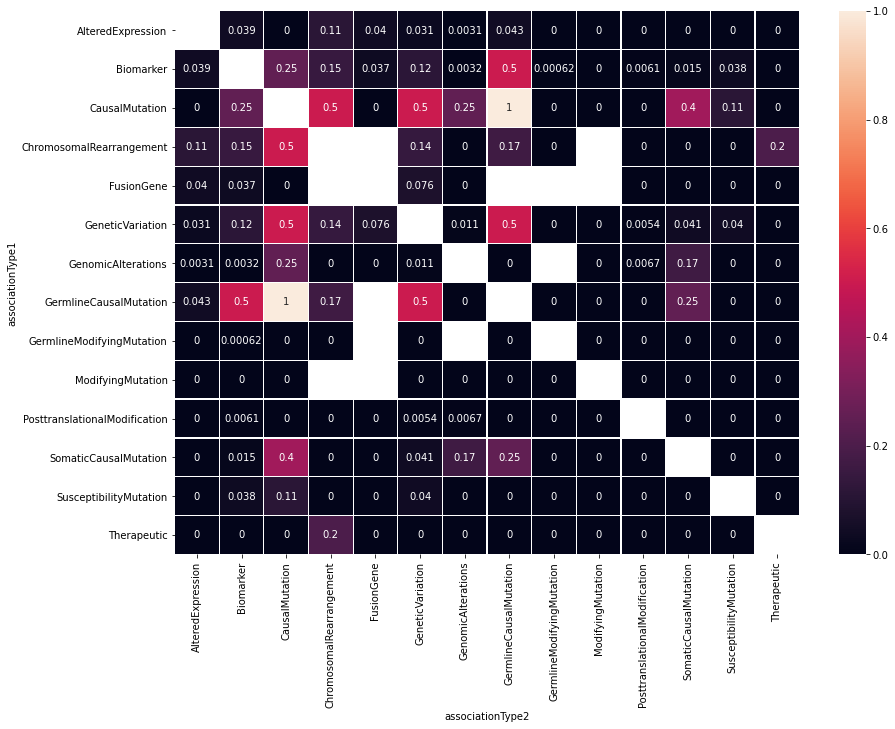 AlteredExpression 0.039 0 0.11 0.04 0.031 0.0031 0.043 0 0 0 0 0 0
Biomarker 0.039 0.25 0.15 0.037 0.12 0.0032 0.5 0.00062 0 0.0061 0.015 0.038 0
CausalMutation 0 0.25 0.5 0 0.5 0.25 1 0 0 0 0.4 0.11 0
ChromosomalRearrangement 0.11 0.15 0.5 0.14 0 0.17 0 0 0 0 0.2
FusionGene 0.04 0.037 0 0.076 0 0 0 0 0
GeneticVariation 0.031 0.12 0.5 0.14 0.076 0.011 0.5 0 0 0.0054 0.041 0.04 0
GenomicAlterations 0.0031 0.0032 0.25 0 0 0.011 0 0 0.0067 0.17 0 0
GermlineCausalMutation 0.043 0.5 1 0.17 0.5 0 0 0 0 0.25 0 0
GermlineModifyingMutation 0 0.00062 0 0 0 0 0 0 0 0 0
ModifyingMutation 0 0 0 0 0 0 0 0 0 0 0
PosttranslationalModification 0 0.0061 0 0 0 0.0054 0.0067 0 0 0 0 0 0
SomaticCausalMutation 0 0.015 0.4 0 0 0.041 0.17 0.25 0 0 0 0 0
SusceptibilityMutation 0 0.038 0.11 0 0 0.04 0 0 0 0 0 0 0
Therapeutic 0 0 0 0.2 0 0 0 0 0 0 0 0 0
associationType1
AlteredExpression
Biomarker
CausalMutation
ChromosomalRearrangement
FusionGene
GeneticVariation
GenomicAlterations
GermlineCausalMutation
GermlineModifyingMutation
ModifyingMutation
PosttranslationalModification
SomaticCausalMutation
SusceptibilityMutation
Therapeutic
associationType2
1.0
0.8
0.6
0.4
0.2
0.0